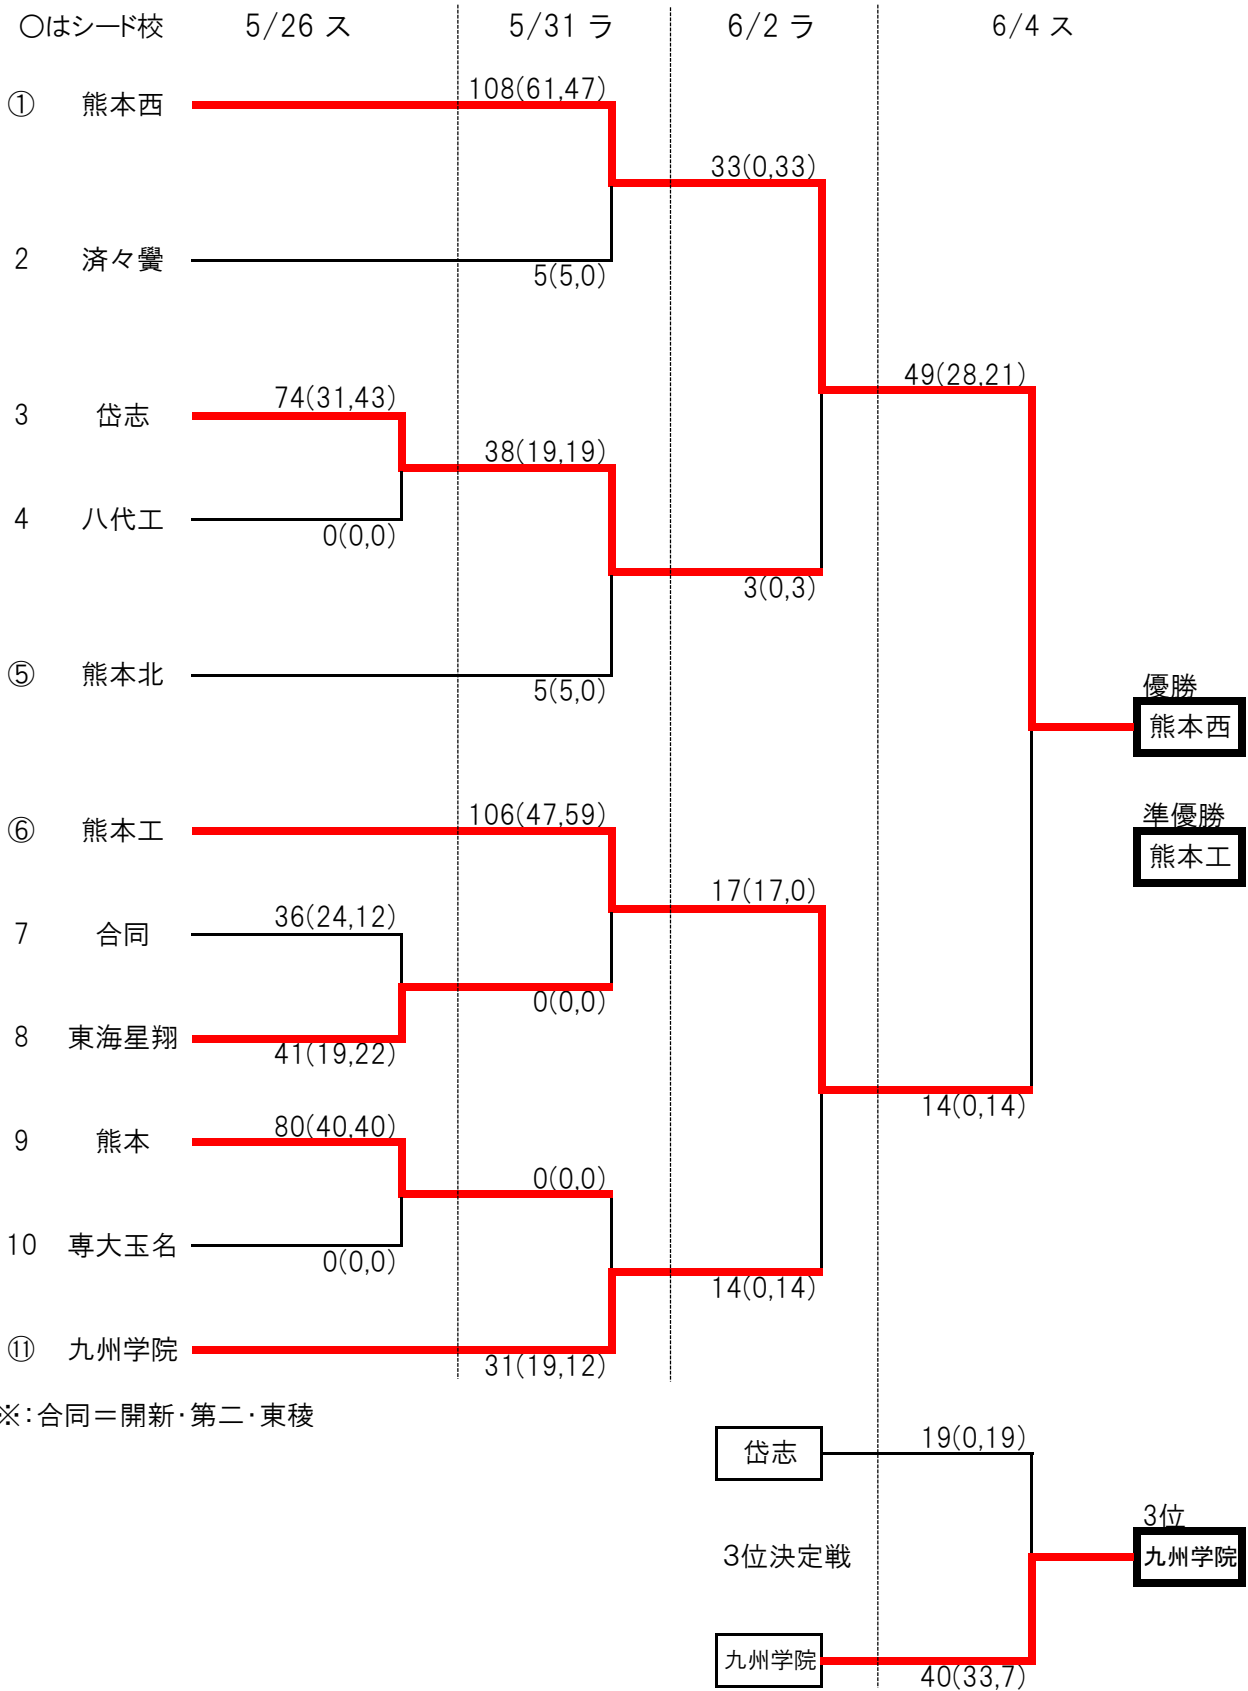 ○はシード校 5/26 ス 5/31 ラ 6/2 ラ 6/4 ス
108(61,47)
① 熊本西
33(0,33)
2 済々黌
5(5,0)
49(28,21)
74(31,43)
3 岱志
38(19,19)
4 八代工
0(0,0)
3(0,3)
⑤ 熊本北
5(5,0)
優勝
熊本西
106(47,59)
準優勝
⑥ 熊本工
熊本工
17(17,0)
36(24,12)
7 合同
0(0,0)
8 東海星翔
41(19,22)
14(0,14)
80(40,40)
9 熊本
0(0,0)
10 専大玉名
0(0,0)
14(0,14)
⑪ 九州学院
31(19,12)
※:合同=開新・第二・東稜
19(0,19)
岱志
3位
3位決定戦
九州学院
九州学院
40(33,7)